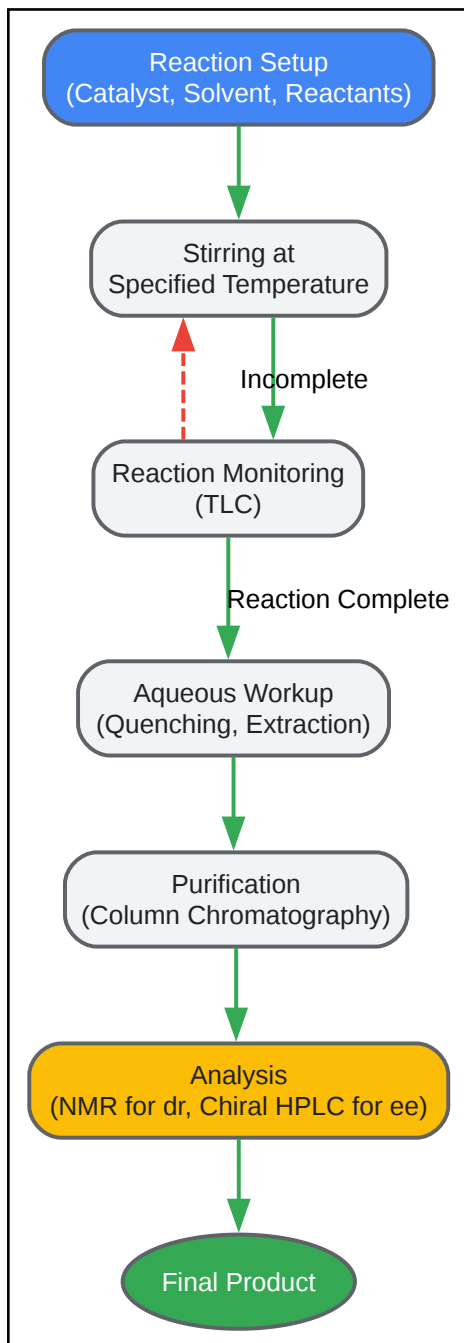 Reaction Setup
(Catalyst, Solvent, Reactants)
Stirring at
Specified Temperature
Incomplete
Reaction Monitoring
(TLC)
Reaction Complete
Aqueous Workup
(Quenching, Extraction)
Purification
(Column Chromatography)
Analysis
(NMR for dr, Chiral HPLC for ee)
Final Product